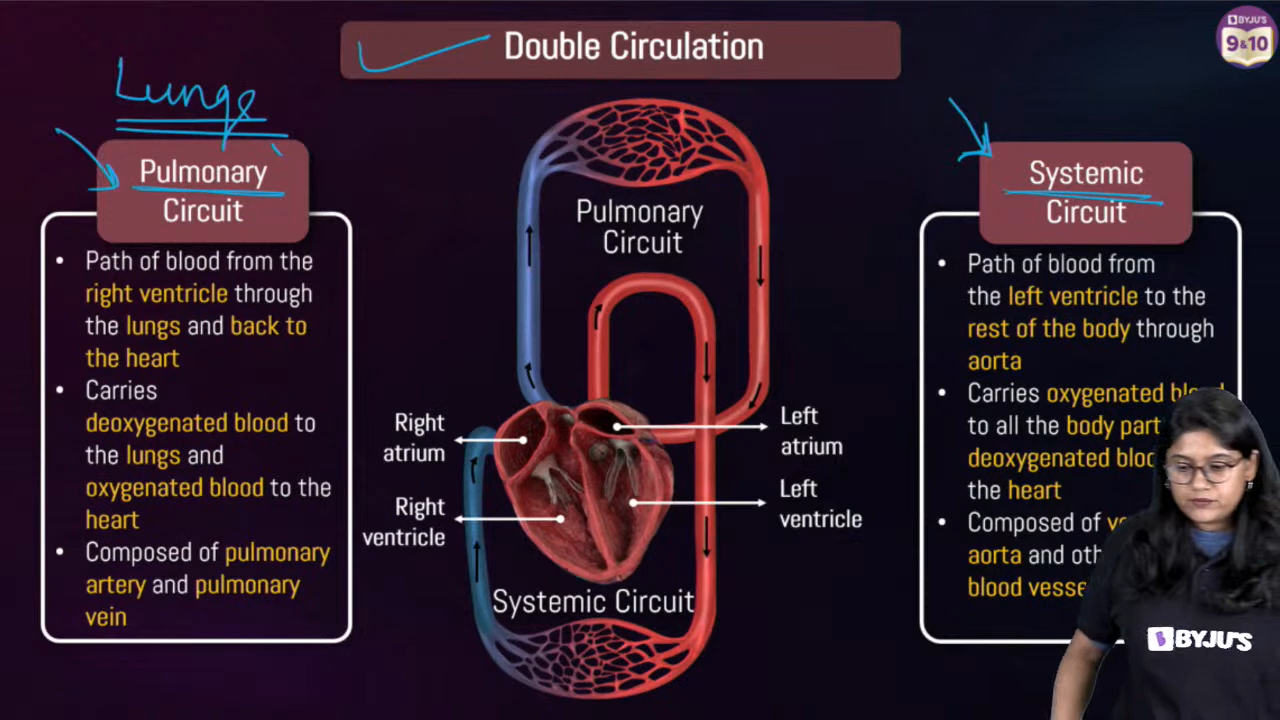 Double Circulation
BYJU'S
9&10
Lungs
Pulmonary
Circuit
• Path of blood from the
right ventricle through
the lungs and back to
the heart
• Carries
deoxygenated blood to
the lungs and
oxygenated blood to the
heart
• Composed of pulmonary
artery and pulmonary
vein
Pulmonary
Circuit
Right
atrium
Right
ventricle
Left
atrium
Left
ventricle
Systemic Circuit
Systemic
Circuit
• Path of blood from
the left ventricle to the
rest of the body through
aorta
• Carries oxygenated
to all the body
the heart
• Composed of
aorta and
blood
BYJU'S